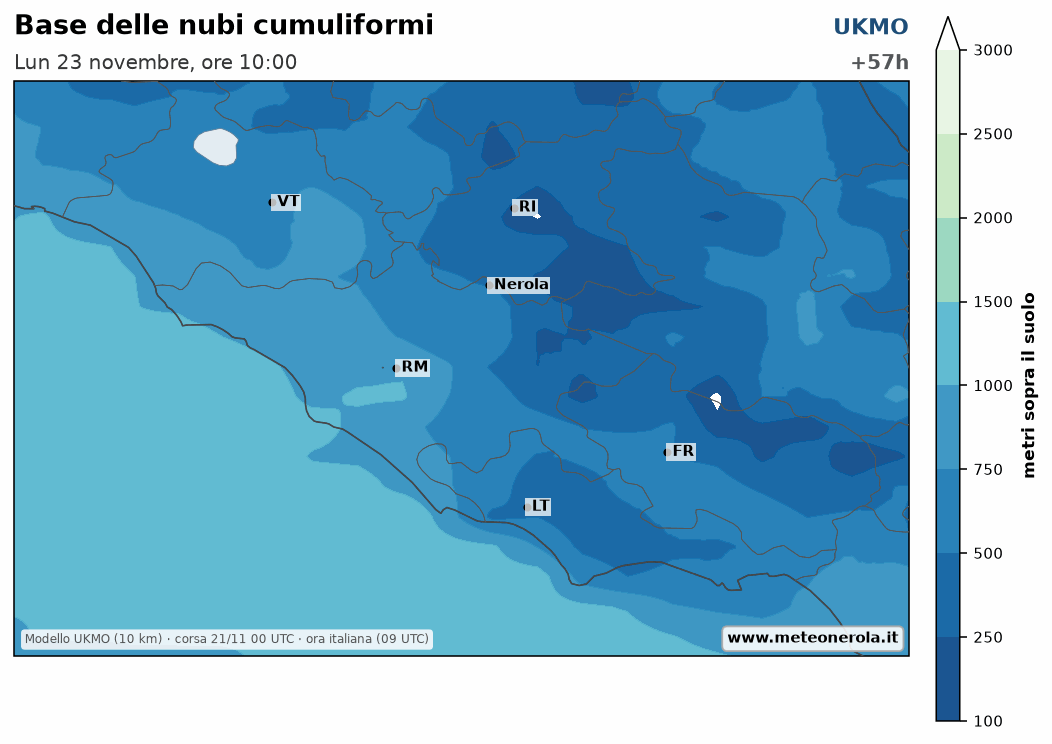 Base delle nubi cumuliformi
UKMO
Lun 23 novembre, ore 10:00
+57h
VT
RI
Nerola
RM
FR
LT
Modello UKMO (10 km) · corsa 21/11 00 UTC · ora italiana (09 UTC)
www.meteonerola.it
3000
2500
2000
1500
1000
750
500
250
100
metri sopra il suolo